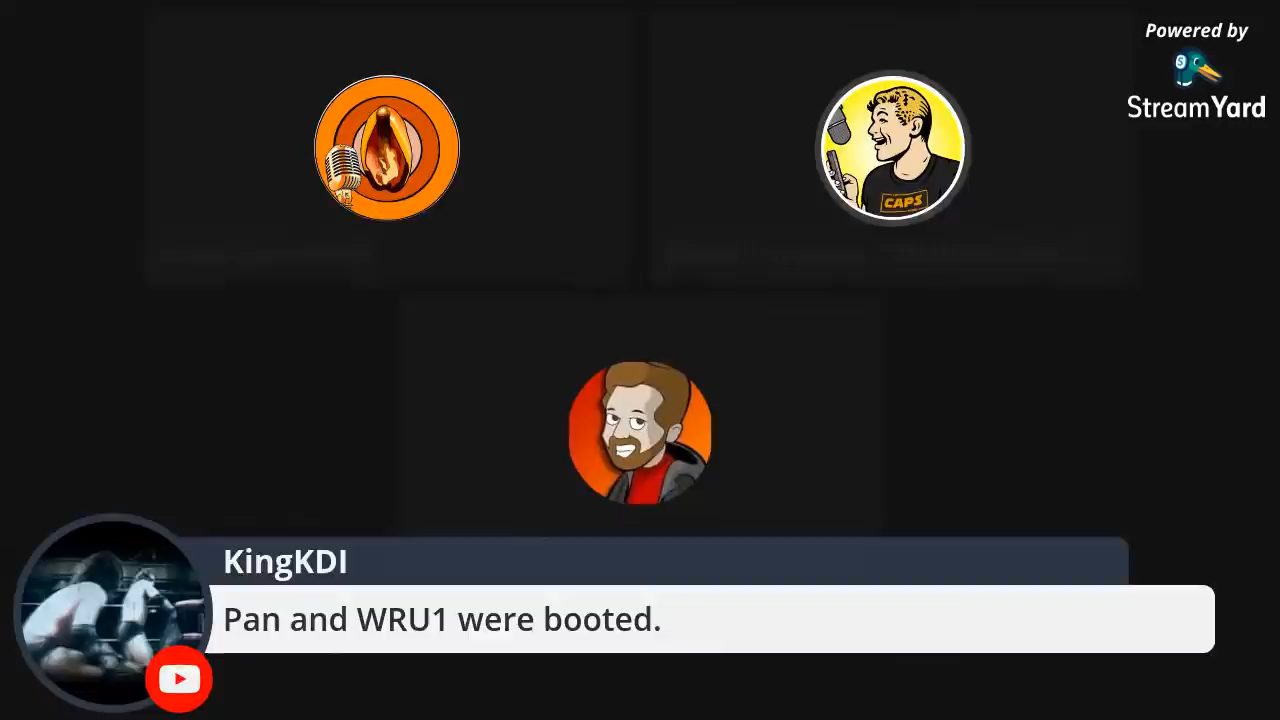 Powered by
StreamYard
CAPS
KingKDI
Pan and WRU1 were booted.